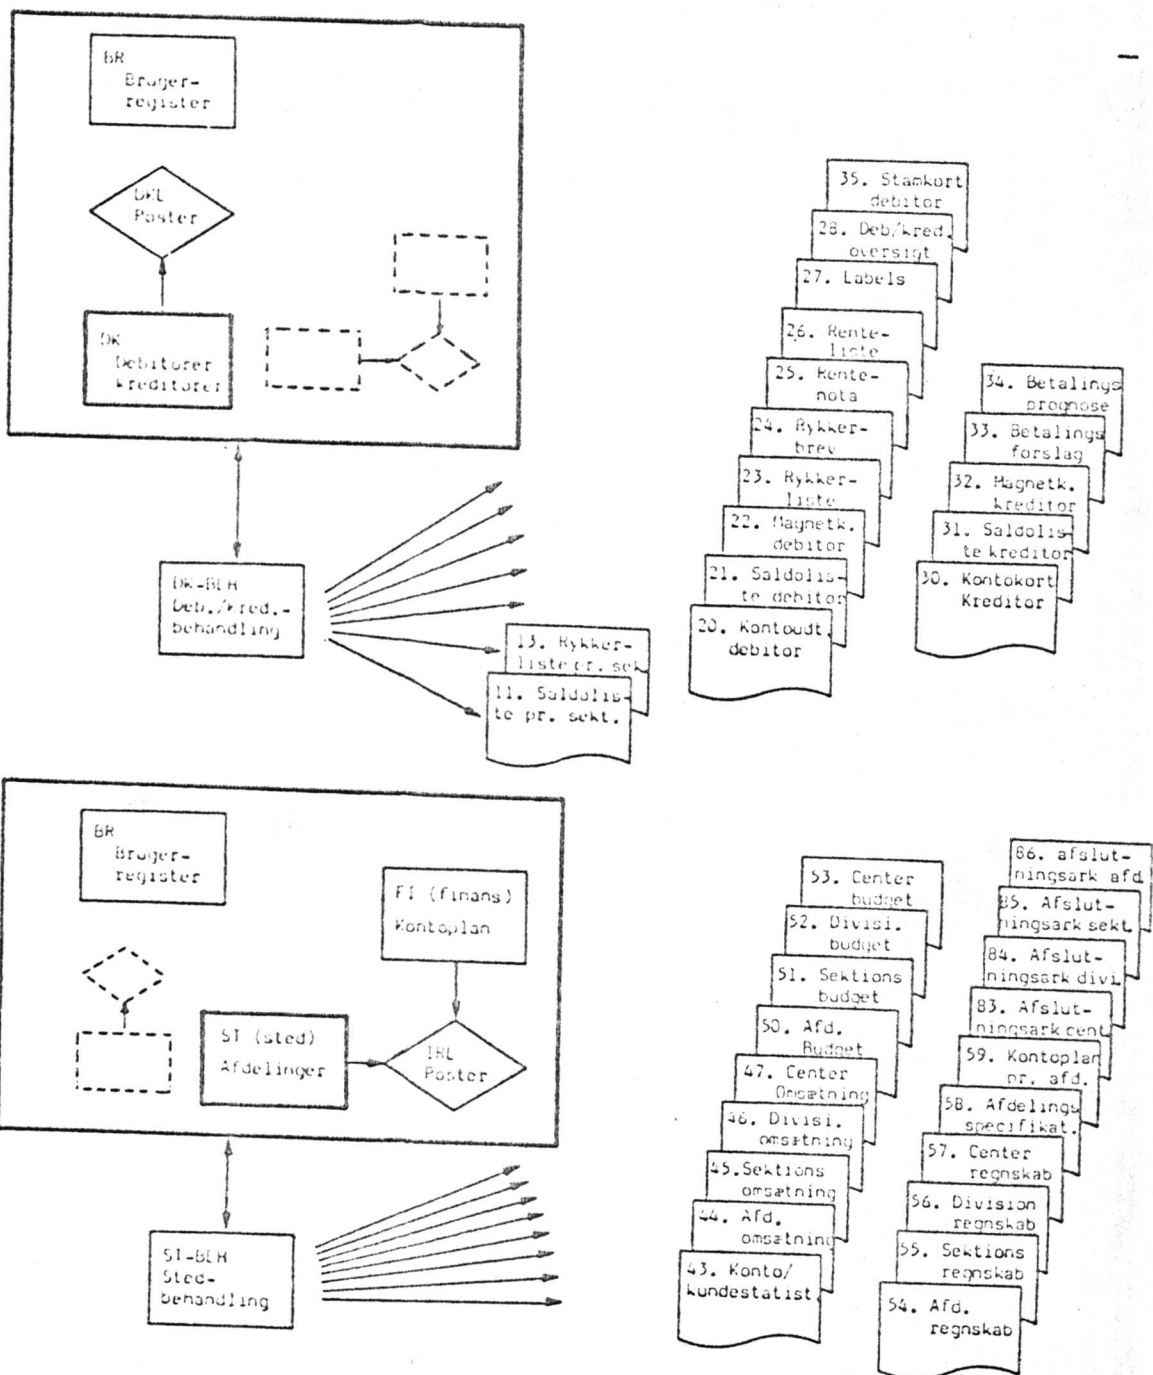 BR
Bruger-
register
DKL
Poster
DK
Debitorer
kreditorer
DK-BEH
Deb./kred.-
behandling
13. Rykker-
liste pr. sek
11. Saldolis-
te pr. sekt.
35. Stamkort
debitor
28. Deb/kred.
oversigt
27. Labels
26. Rente-
liste
25. Rente-
nota
24. Rykker-
brev
23. Rykker-
liste
22. Magnetk.
debitor
21. Saldolis-
te debitor
20. Kontoudt.
debitor
34. Betalings
prognose
33. Betalings
forslag
32. Magnetk.
kreditor
31. Saldolis-
te kreditor
30. Kontokort
Kreditor
BR
Bruger-
register
FI (finans)
Kontoplan
ST (sted)
Afdelinger
IRL
Poster
ST-BEH
Sted-
behandling
53. Center
budget
52. Divisi.
budget
51. Sektions
budget
50. Afd.
Budget
47. Center
Omsætning
46. Divisi.
omsætning
45.Sektions
omsætning
44. Afd.
omsætning
43. Konto/
kundestatist.
86. afslut-
ningsark afd.
85. Afslut-
ningsark sekt.
84. Afslut-
ningsark divi.
83. Afslut-
ningsark cent
59. Kontoplan
pr. afd.
58. Afdelings
specifikat.
57. Center
regnskab
56. Division
regnskab
55. Sektions
regnskab
54. Afd.
regnskab